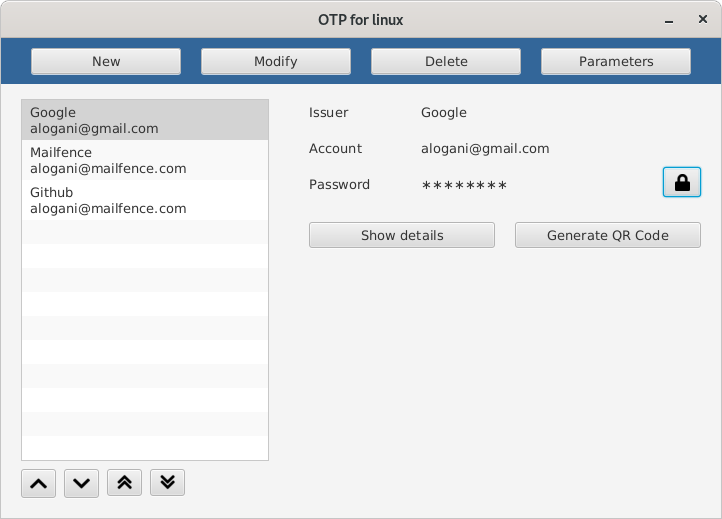 OTP for linux
New
Modify
Delete
Parameters
Google
alogani@gmail.com
Mailfence
alogani@mailfence.com
Github
alogani@mailfence.com
Issuer Google
Account alogani@gmail.com
Password ********
Show details
Generate QR Code